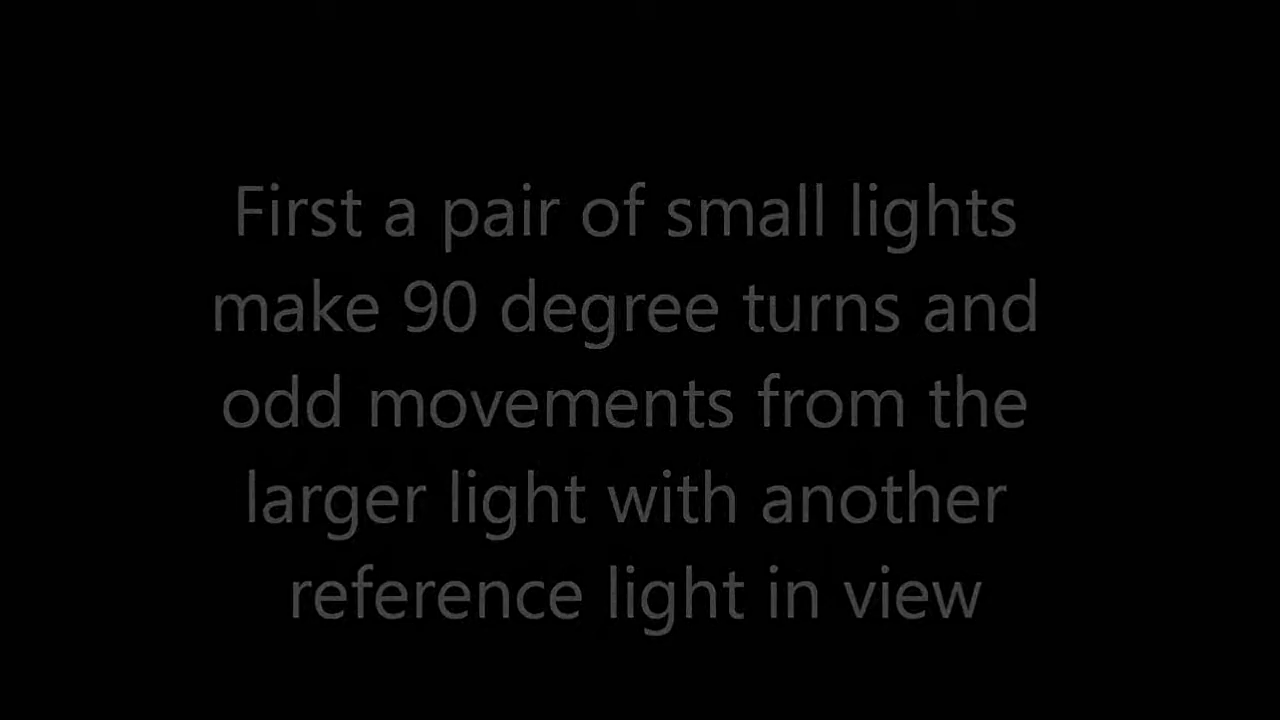 First a pair of small lights
make 90 degree turns and
odd movements from the
larger light with another
reference light in view